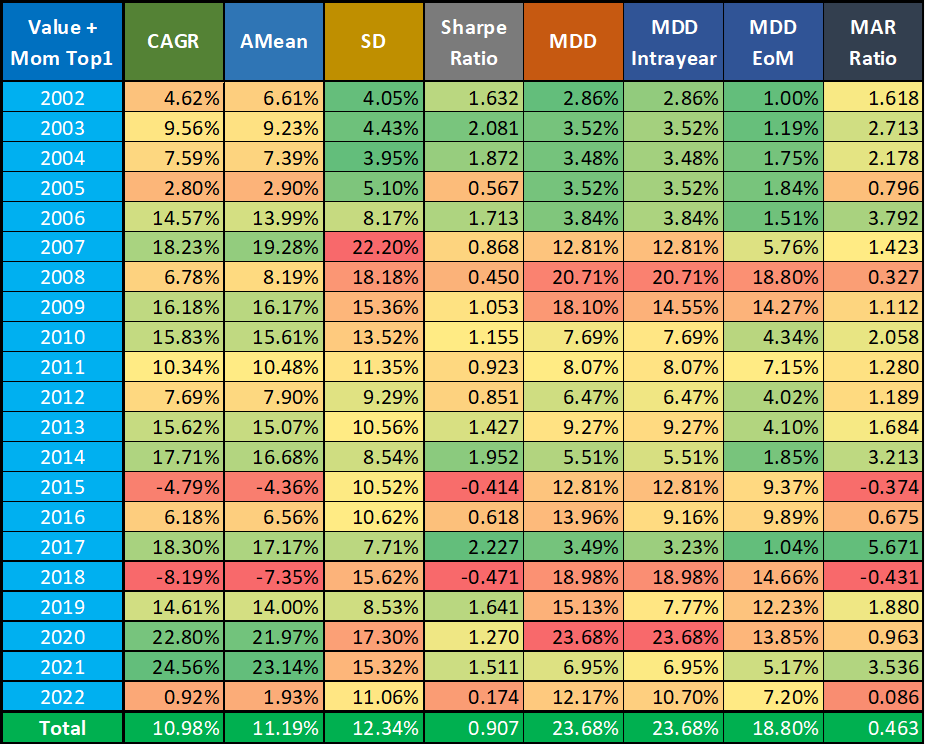 Value + Mom Top1 CAGR AMean SD Sharpe Ratio MDD MDD Intrayear MDD EoM MAR Ratio
2002 4.62% 6.61% 4.05% 1.632 2.86% 2.86% 1.00% 1.618
2003 9.56% 9.23% 4.43% 2.081 3.52% 3.52% 1.19% 2.713
2004 7.59% 7.39% 3.95% 1.872 3.48% 3.48% 1.75% 2.178
2005 2.80% 2.90% 5.10% 0.567 3.52% 3.52% 1.84% 0.796
2006 14.57% 13.99% 8.17% 1.713 3.84% 3.84% 1.51% 3.792
2007 18.23% 19.28% 22.20% 0.868 12.81% 12.81% 5.76% 1.423
2008 6.78% 8.19% 18.18% 0.450 20.71% 20.71% 18.80% 0.327
2009 16.18% 16.17% 15.36% 1.053 18.10% 14.55% 14.27% 1.112
2010 15.83% 15.61% 13.52% 1.155 7.69% 7.69% 4.34% 2.058
2011 10.34% 10.48% 11.35% 0.923 8.07% 8.07% 7.15% 1.280
2012 7.69% 7.90% 9.29% 0.851 6.47% 6.47% 4.02% 1.189
2013 15.62% 15.07% 10.56% 1.427 9.27% 9.27% 4.10% 1.684
2014 17.71% 16.68% 8.54% 1.952 5.51% 5.51% 1.85% 3.213
2015 -4.79% -4.36% 10.52% -0.414 12.81% 12.81% 9.37% -0.374
2016 6.18% 6.56% 10.62% 0.618 13.96% 9.16% 9.89% 0.675
2017 18.30% 17.17% 7.71% 2.227 3.49% 3.23% 1.04% 5.671
2018 -8.19% -7.35% 15.62% -0.471 18.98% 18.98% 14.66% -0.431
2019 14.61% 14.00% 8.53% 1.641 15.13% 7.77% 12.23% 1.880
2020 22.80% 21.97% 17.30% 1.270 23.68% 23.68% 13.85% 0.963
2021 24.56% 23.14% 15.32% 1.511 6.95% 6.95% 5.17% 3.536
2022 0.92% 1.93% 11.06% 0.174 12.17% 10.70% 7.20% 0.086
Total 10.98% 11.19% 12.34% 0.907 23.68% 23.68% 18.80% 0.463